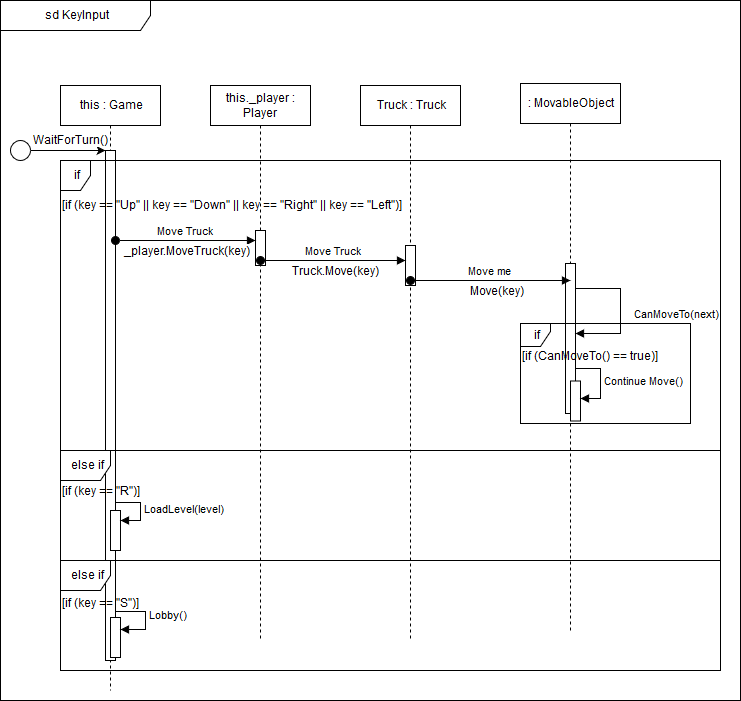 sd KeyInput
this : Game
this._player :
Player
Truck : Truck
: MovableObject
WaitForTurn()
if
[if (key == "Up" || key == "Down" || key == "Right" || key == "Left")]
Move Truck
_player.MoveTruck(key)
Move Truck
Truck.Move(key)
Move me
Move(key)
CanMoveTo(next)
if
[if (CanMoveTo() == true)]
Continue Move()
else if
[if (key == "R")]
LoadLevel(level)
else if
[if (key == "S")]
Lobby()